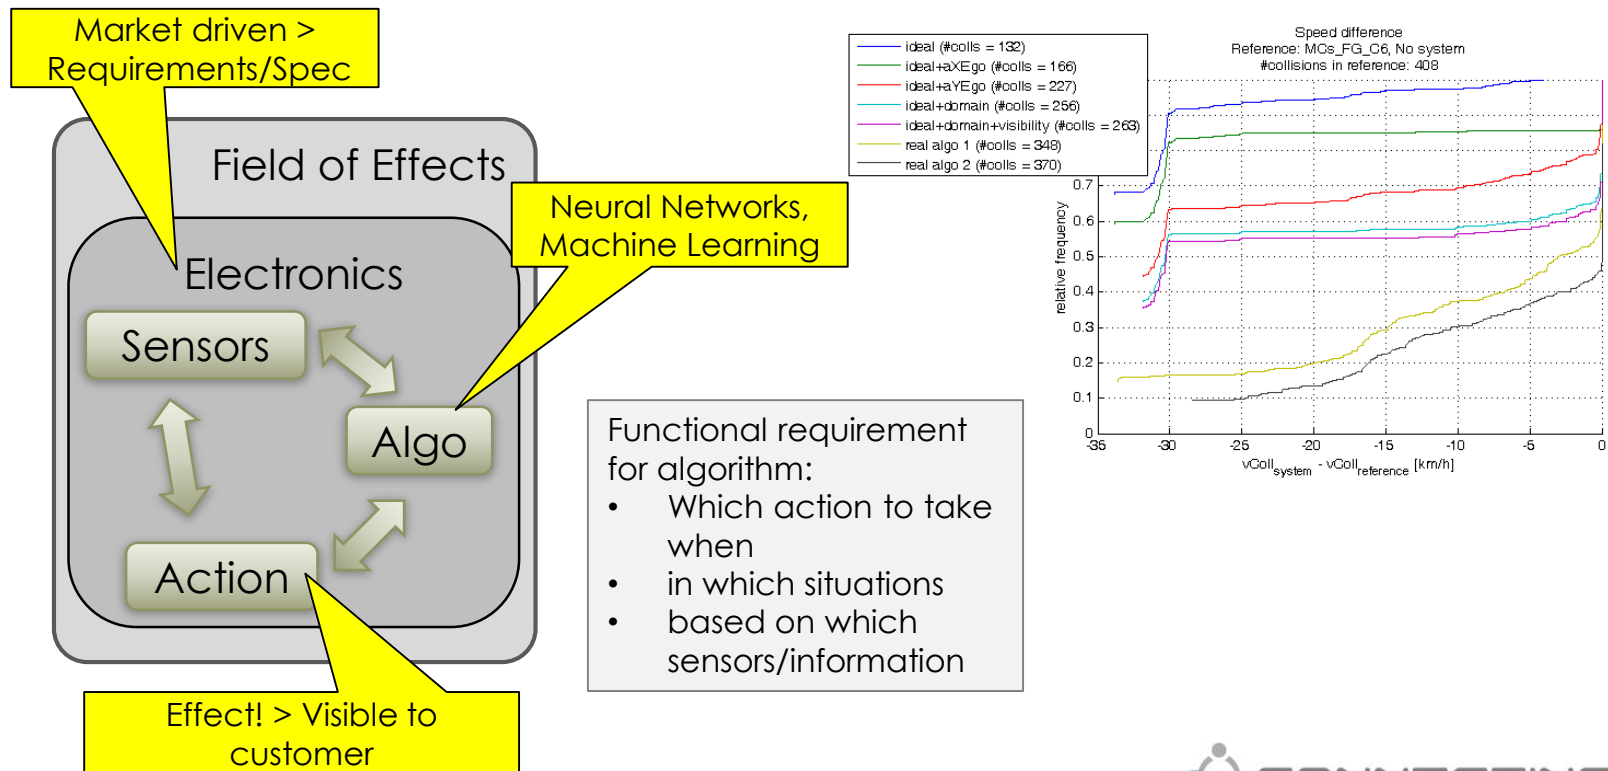 Market driven >
Requirements/Spec
Field of Effects
Electronics
Sensors
Algo
Action
Neural Networks,
Machine Learning
Effect! > Visible to
customer
Functional requirement
for algorithm:
• Which action to take
when
• in which situations
• based on which
sensors/information
Speed difference
Reference: MCs_FG_C6, No system
#collisions in reference: 408
ideal (#colls = 132)
ideal+aXEgo (#colls = 166)
ideal+aYEgo (#colls = 227)
ideal+domain (#colls = 256)
ideal+domain+visibility (#colls = 263)
real algo 1 (#colls = 348)
real algo 2 (#colls = 370)
relative frequency
0.7
0.6
0.5
0.4
0.3
0.2
0.1
0
-35 -30 -25 -20 -15 -10 -5 0
vColl_system - vColl_reference [km/h]